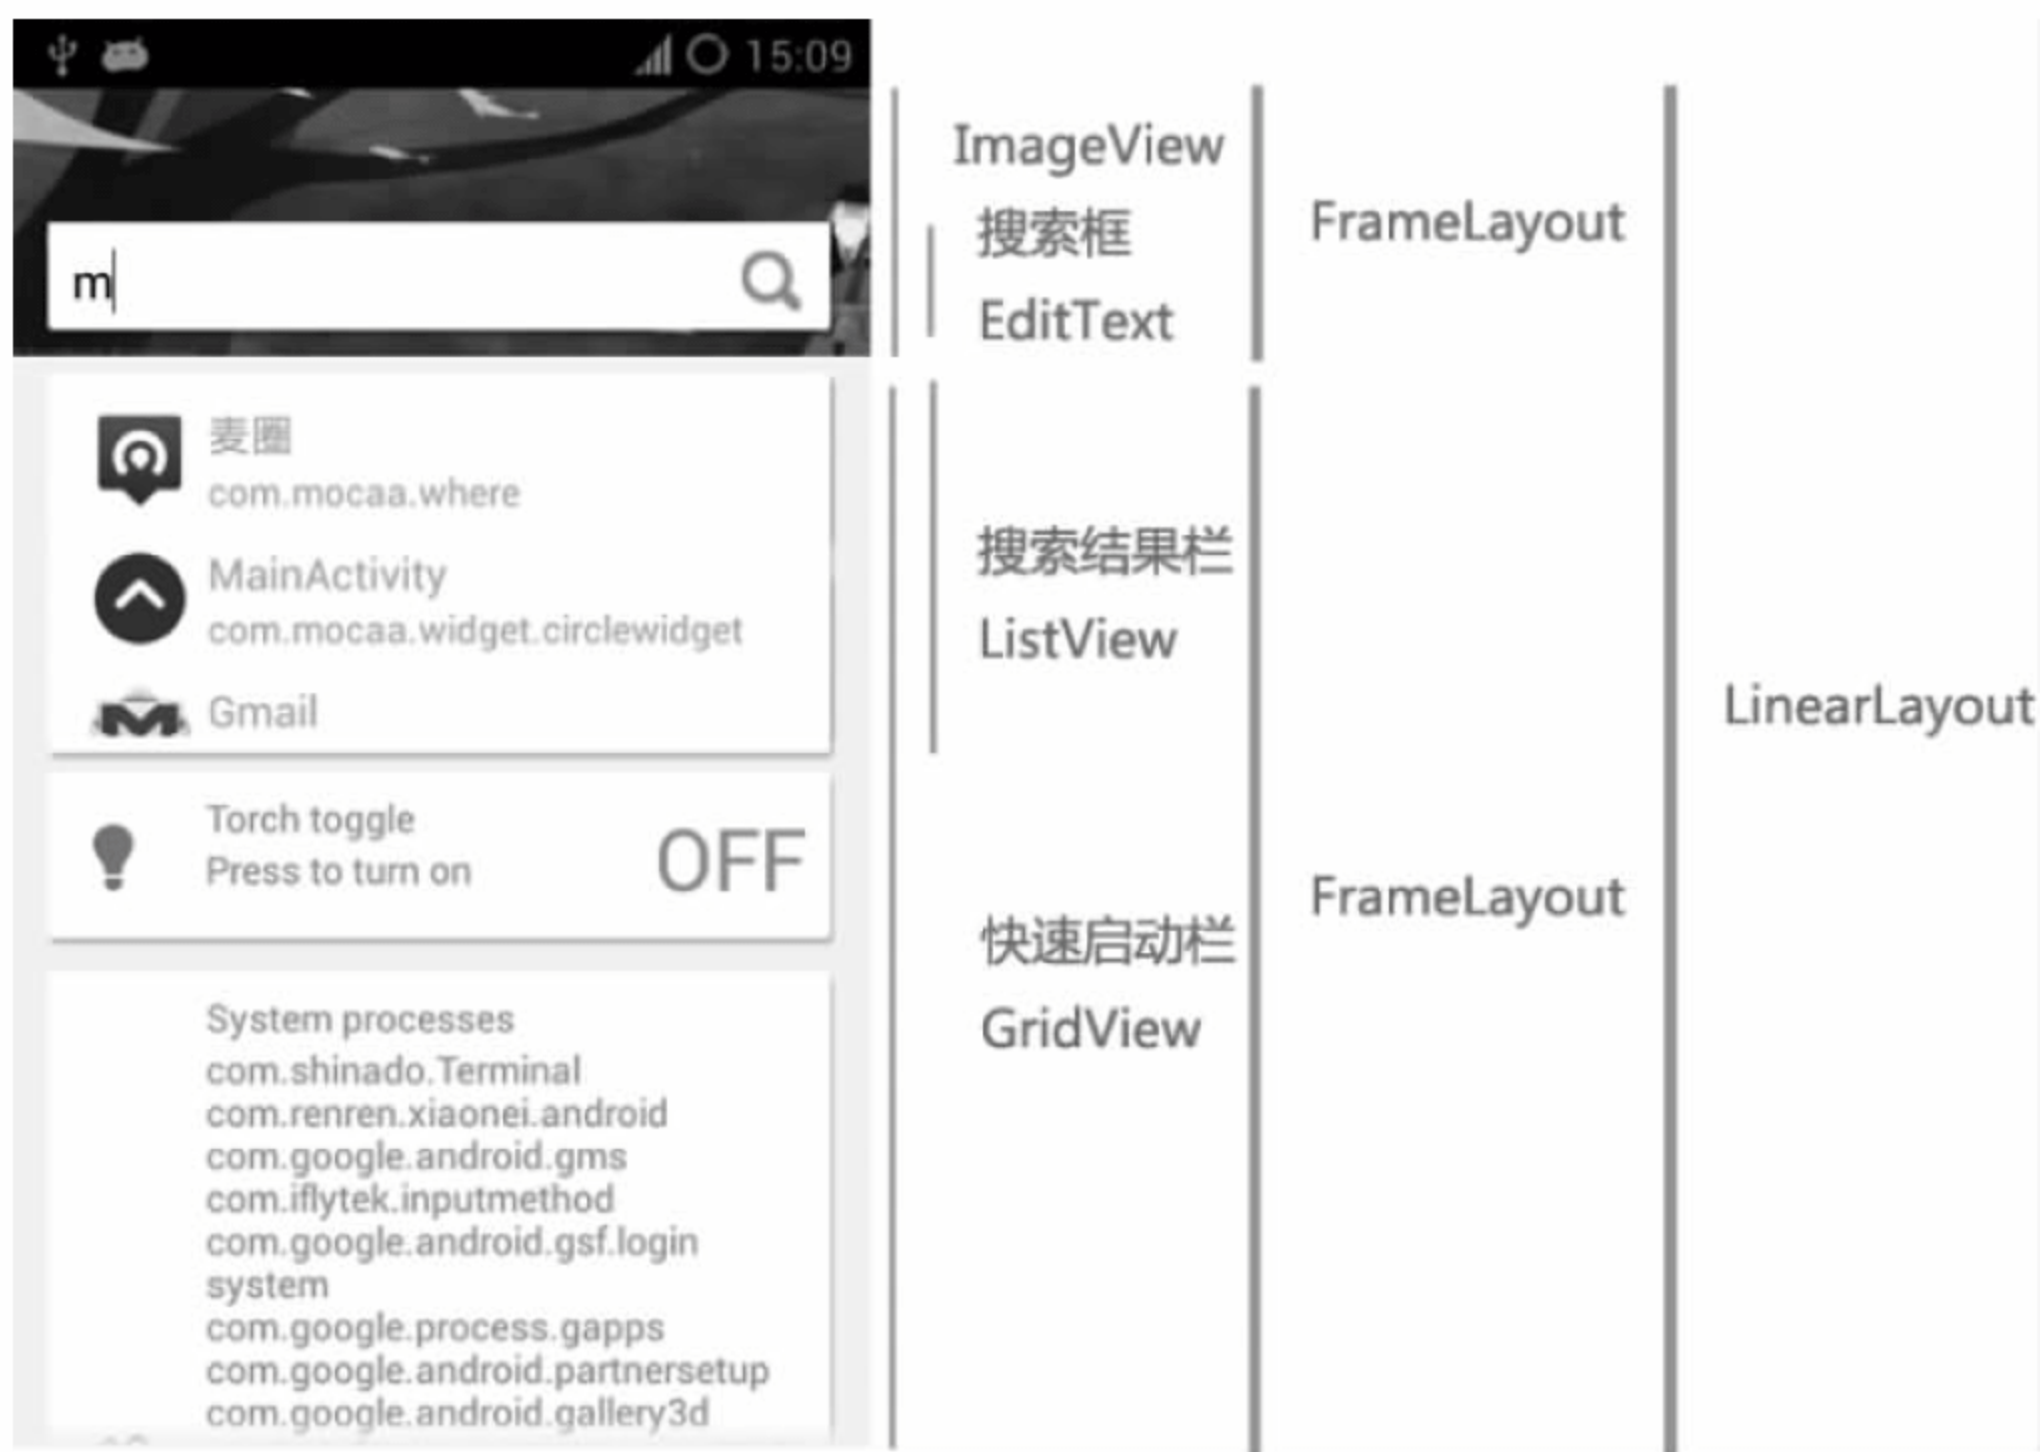 15:09
m
麦圈
com.mocaa.where
MainActivity
com.mocaa.widget.circlewidget
Gmail
Torch toggle
Press to turn on
OFF
System processes
com.shinado.Terminal
com.renren.xiaonei.android
com.google.android.gms
com.iflytek.inputmethod
com.google.android.gsf.login
system
com.google.process.gapps
com.google.android.partnersetup
com.google.android.gallery3d
ImageView
搜索框
EditText
搜索结果栏
ListView
快速启动栏
GridView
FrameLayout
FrameLayout
LinearLayout